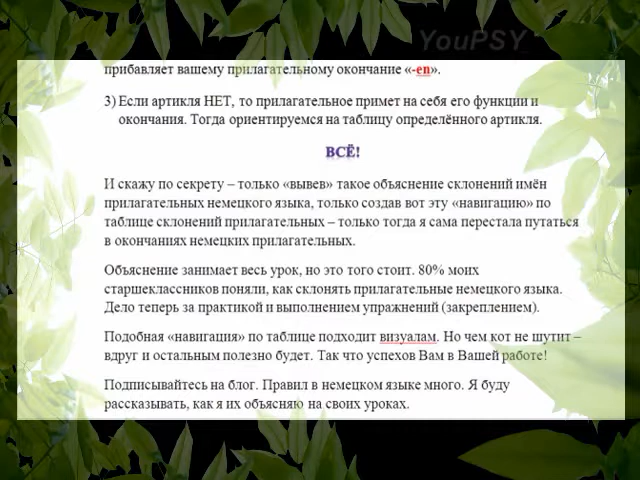 YouPSY
прибавляет вашему прилагательному окончание «-en».
3) Если артикля НЕТ, то прилагательное примет на себя его функции и
окончания. Тогда ориентируемся на таблицу определённого артикля.
ВСЁ!
И скажу по секрету – только «вывев» такое объяснение склонений имён
прилагательных немецкого языка, только создав вот эту «навигацию» по
таблице склонений прилагательных – только тогда я сама перестала путаться
в окончаниях немецких прилагательных.
Объяснение занимает весь урок, но это того стоит. 80% моих
старшеклассников поняли, как склонять прилагательные немецкого языка.
Дело теперь за практикой и выполнением упражнений (закреплением).
Подобная «навигация» по таблице подходит визуалам. Но чем кот не шутит –
вдруг и остальным полезно будет. Так что успехов Вам в Вашей работе!
Подписывайтесь на блог. Правил в немецком языке много. Я буду
рассказывать, как я их объясняю на своих уроках.